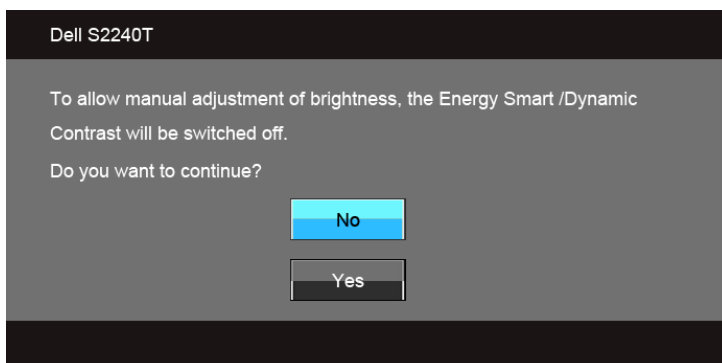 Dell S2240T
To allow manual adjustment of brightness, the Energy Smart /Dynamic
Contrast will be switched off.
Do you want to continue?
No
Yes